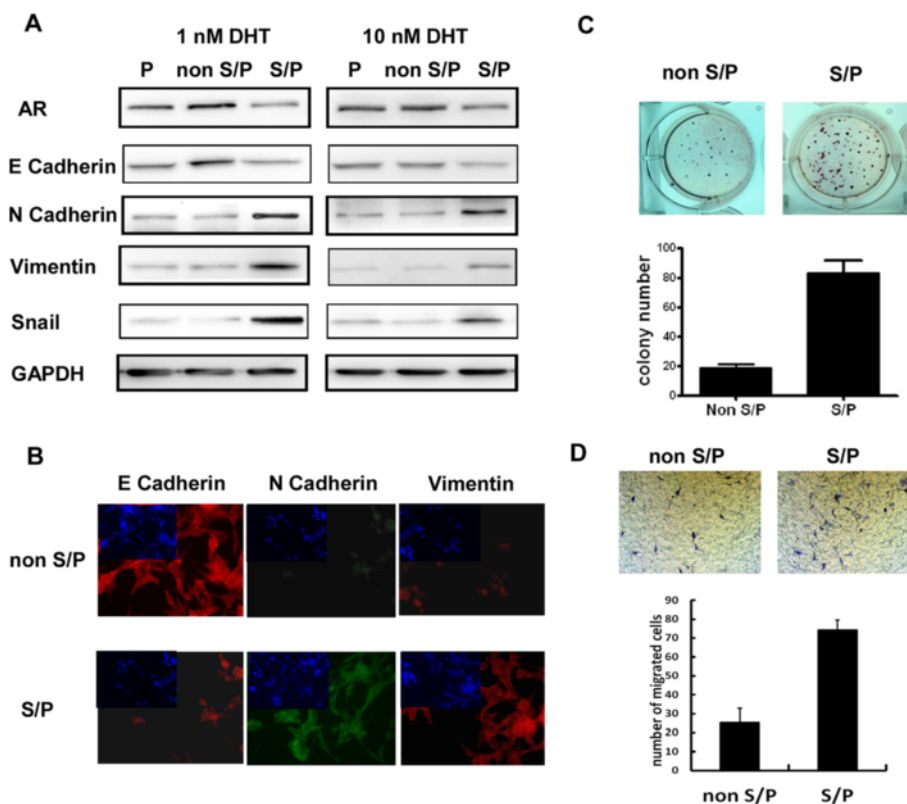 A
1 nM DHT
10 nM DHT
P non S/P S/P
P non S/P S/P
AR
E Cadherin
N Cadherin
Vimentin
Snail
GAPDH
B
E Cadherin N Cadherin Vimentin
non S/P
S/P
C
non S/P S/P
colony number
100
80
60
40
20
0
Non S/P S/P
D
non S/P S/P
number of migrated cells
90
80
70
60
50
40
30
20
10
0
non S/P S/P